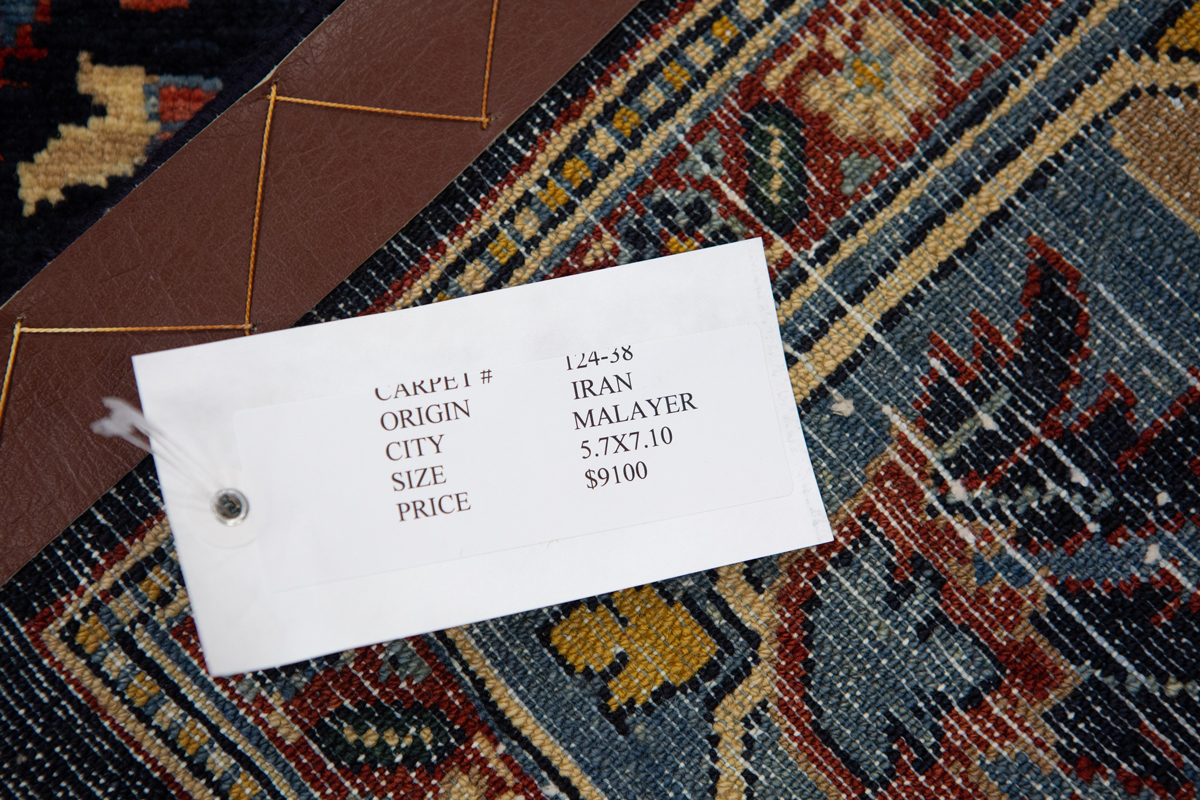 CARPET # 124-38
ORIGIN IRAN
CITY MALAYER
SIZE 5.7X7.10
PRICE $9100